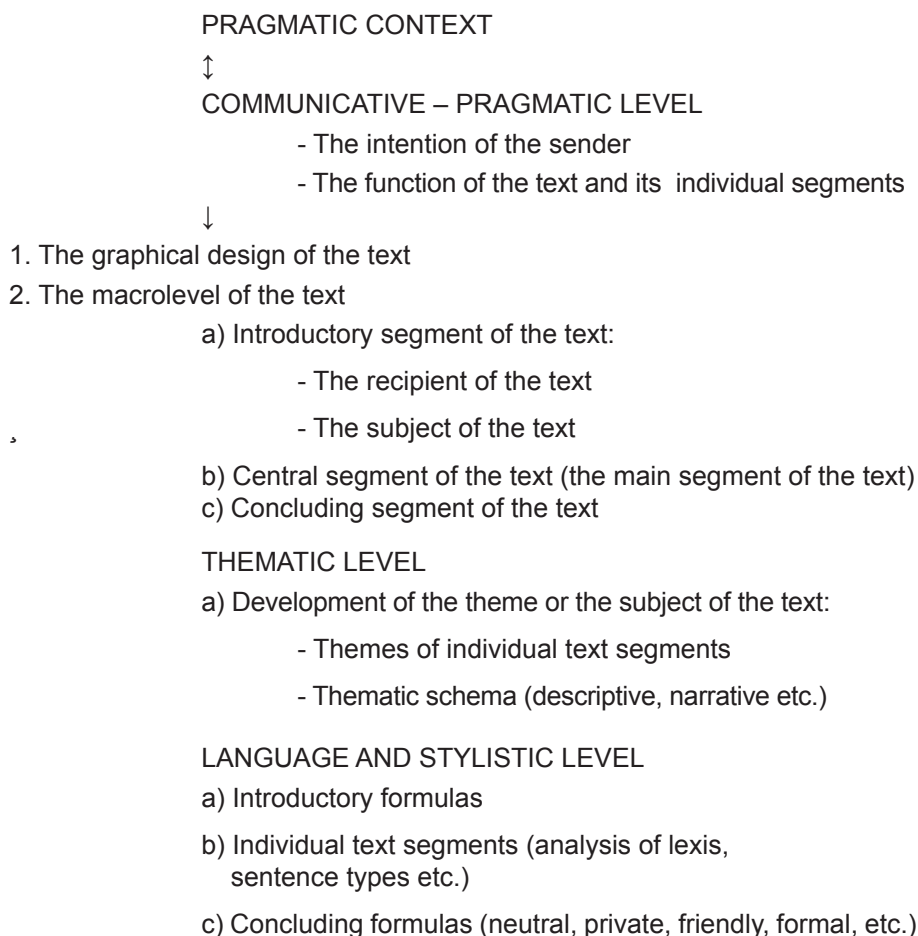 PRAGMATIC CONTEXT
↕
COMMUNICATIVE – PRAGMATIC LEVEL
- The intention of the sender
- The function of the text and its individual segments
↓
1. The graphical design of the text
2. The macrolevel of the text
a) Introductory segment of the text:
- The recipient of the text
¸ - The subject of the text
b) Central segment of the text (the main segment of the text)
c) Concluding segment of the text
THEMATIC LEVEL
a) Development of the theme or the subject of the text:
- Themes of individual text segments
- Thematic schema (descriptive, narrative etc.)
LANGUAGE AND STYLISTIC LEVEL
a) Introductory formulas
b) Individual text segments (analysis of lexis,
sentence types etc.)
c) Concluding formulas (neutral, private, friendly, formal, etc.)